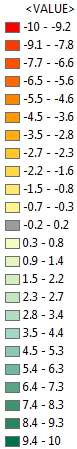 <VALUE>
-10 - -9.2
-9.1 - -7.8
-7.7 - -6.6
-6.5 - -5.6
-5.5 - -4.6
-4.5 - -3.6
-3.5 - -2.8
-2.7 - -2.3
-2.2 - -1.6
-1.5 - -0.8
-0.7 - -0.3
-0.2 - 0.2
0.3 - 0.8
0.9 - 1.4
1.5 - 2.2
2.3 - 2.7
2.8 - 3.4
3.5 - 4.4
4.5 - 5.3
5.4 - 6.3
6.4 - 7.3
7.4 - 8.3
8.4 - 9.3
9.4 - 10